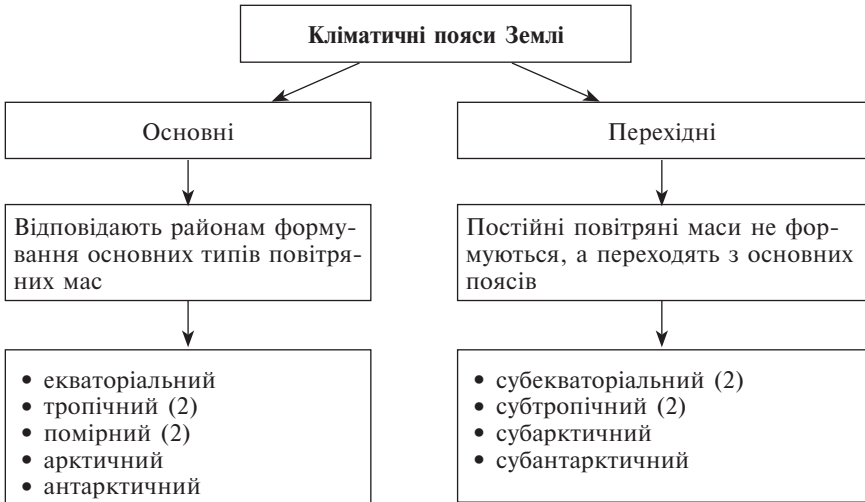 Кліматичні пояси Землі
Основні
Перехідні
Відповідають районам форму-
вання основних типів повітря-
них мас
Постійні повітряні маси не фор-
муються, а переходять з основних
поясів
• екваторіальний
• тропічний (2)
• помірний (2)
• арктичний
• антарктичний
• субекваторіальний (2)
• субтропічний (2)
• субарктичний
• субантарктичний